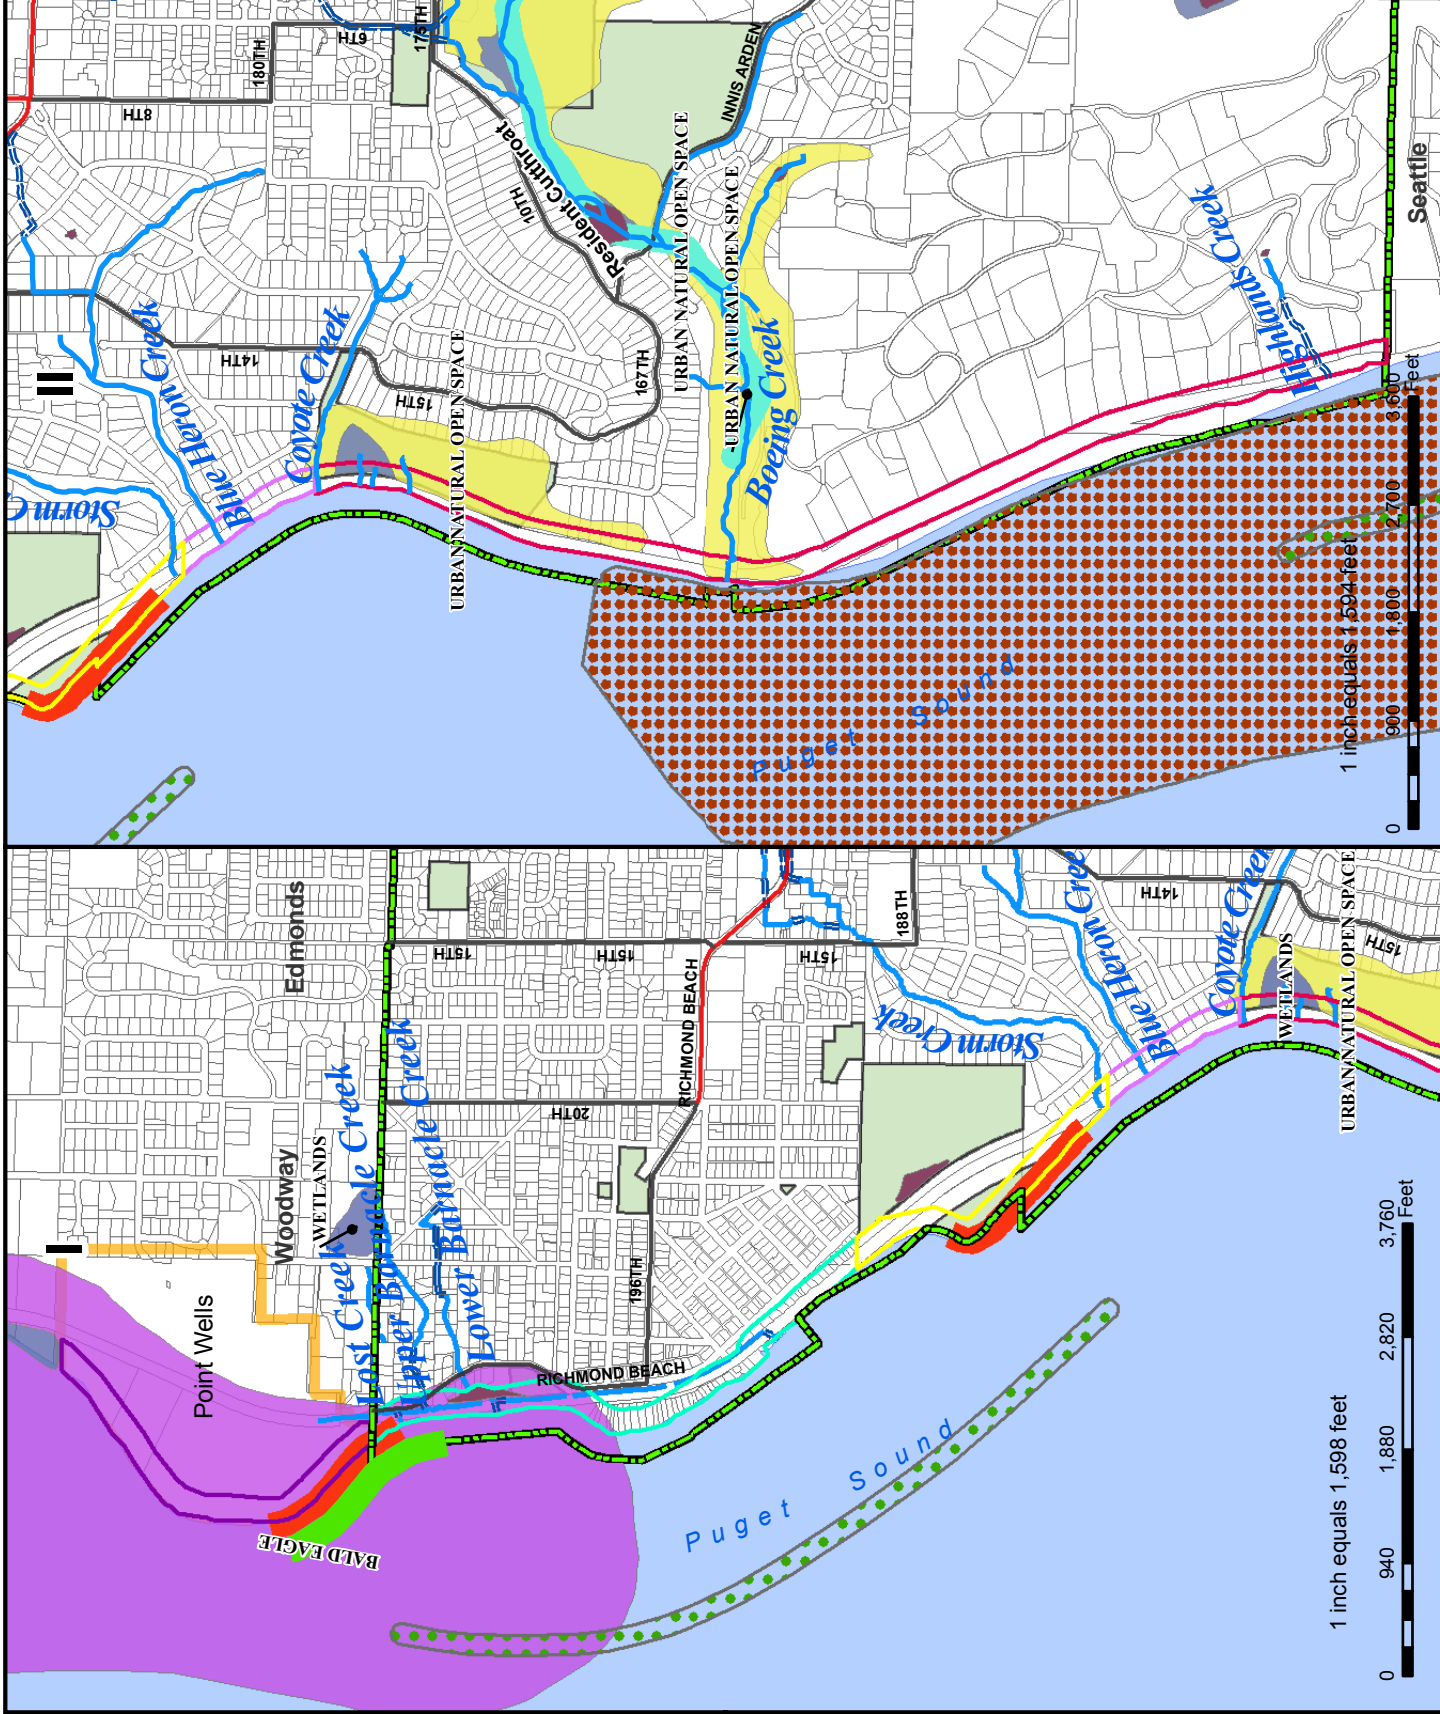 I
Edmonds
Woodway
Point Wells
WETLANDS
Lost Creek
Upper Barnacle Creek
Lower Barnacle Creek
BALD EAGLE
15TH
15TH
15TH
20TH
RICHMOND BEACH
196TH
RICHMOND BEACH
188TH
Storm Creek
Blue Heron Cree
14TH
Coyote Creek
WETLANDS
15TH
URBAN NATURAL OPEN SPACE
Puget Sound
1 inch equals 1,598 feet
0 940 1,880 2,820 3,760
Feet
II
180TH
8TH
6TH
175TH
Storm C
Blue Heron Creek
14TH
Coyote Creek
15TH
URBAN NATURAL OPEN SPACE
10TH
Resident Cutthroat
167TH
INNIS ARDEN
URBAN NATURAL OPEN SPACE
URBAN NATURAL OPEN SPACE
Boeing Creek
Highlands Creek
Seattle
Puget Sound
1 inch equals 1,594 feet
0 900 1,800 2,700 3,600
Feet